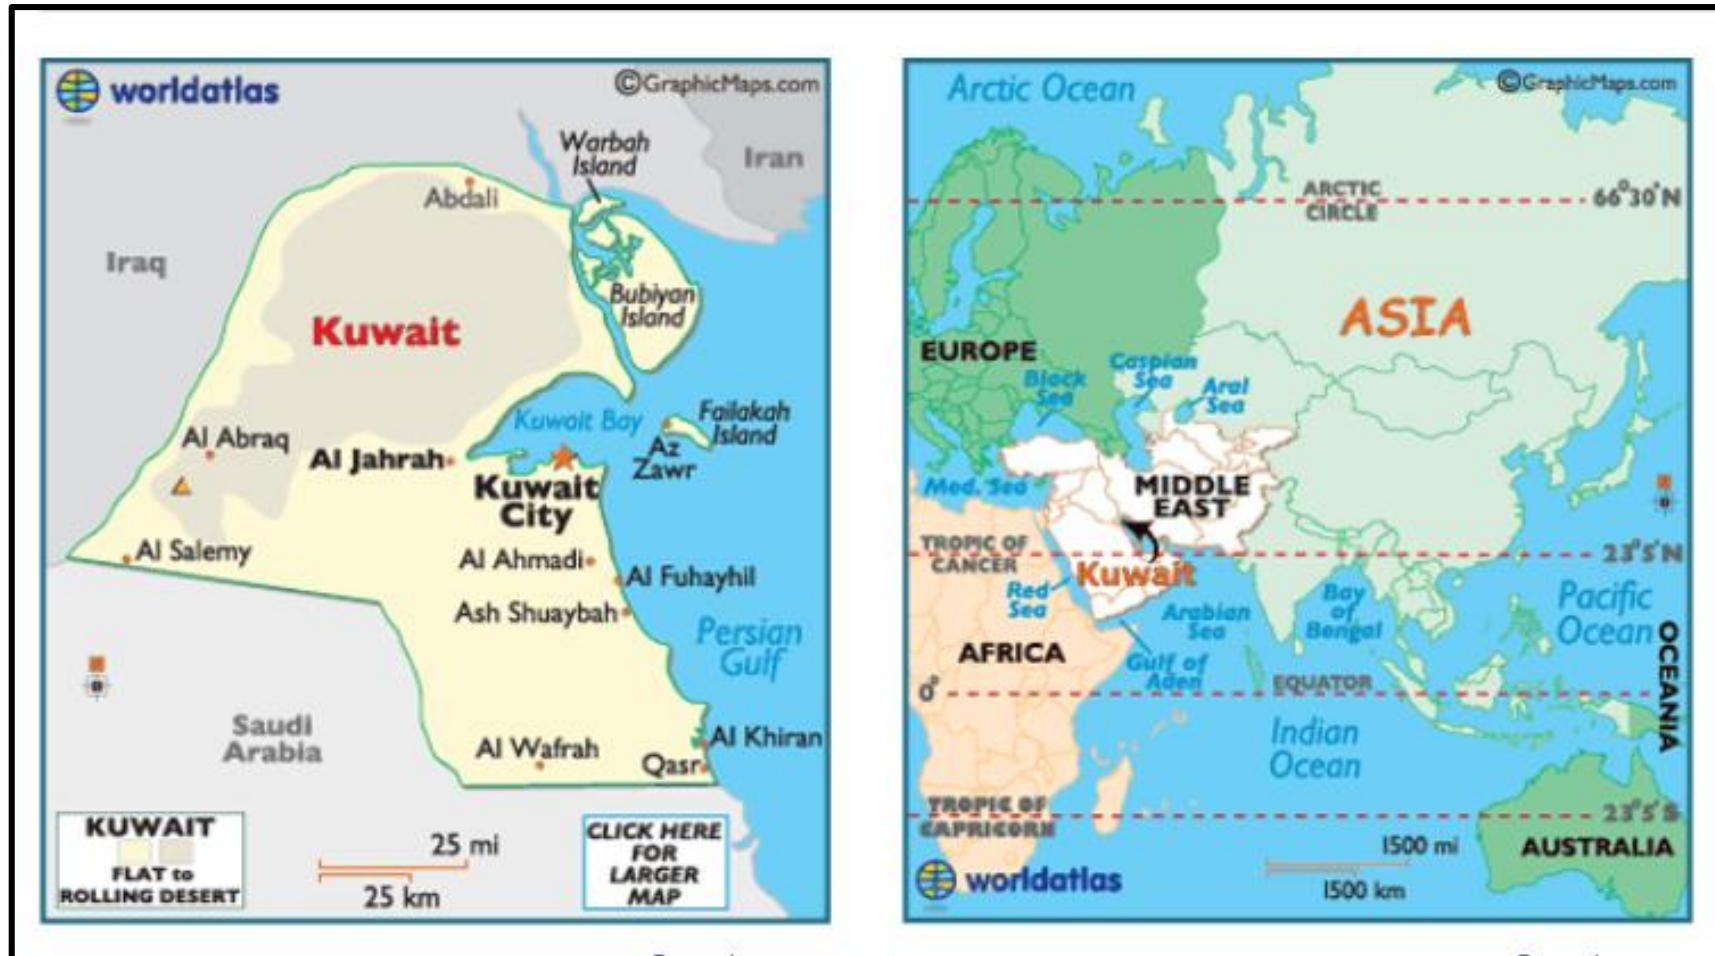 worldatlas
©GraphicMaps.com
Warbah
Island
Iran
Abdali
Iraq
Bubiyan
Island
Kuwait
Kuwait Bay
Failakah
Island
Al Abraq
Al Jahrah
Az
Zawr
Kuwait
City
Al Salemy
Al Ahmadi
Al Fuhayhil
Ash Shuaybah
Persian
Gulf
Saudi
Arabia
Al Wafrah
Al Khiran
Qasr
KUWAIT
FLAT to
ROLLING DESERT
25 mi
25 km
CLICK HERE
FOR
LARGER
MAP
Arctic Ocean
©GraphicMaps.com
ARCTIC
CIRCLE
66°30'N
ASIA
EUROPE
Black
Sea
Caspian
Sea
Aral
Sea
Med. Sea
MIDDLE
EAST
TROPIC OF
CANCER
23°5'N
Kuwait
Red
Sea
Arabian
Sea
Bay
of
Bengal
Pacific
Ocean
OCEANIA
AFRICA
Gulf of
Aden
0°
EQUATOR
Indian
Ocean
TROPIC OF
CAPRICORN
23°5'S
1500 mi
1500 km
AUSTRALIA
worldatlas